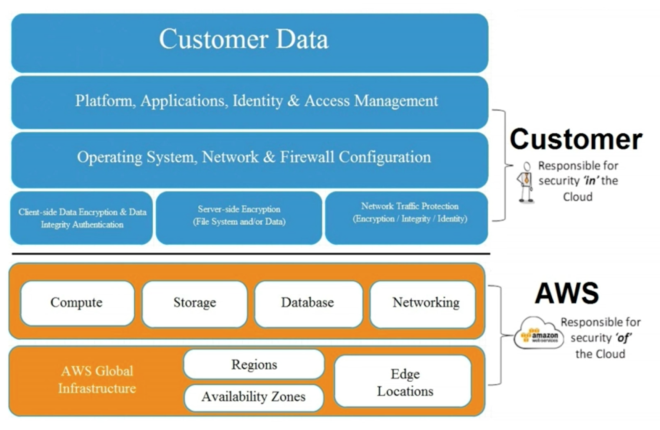 Customer Data
Platform, Applications, Identity & Access Management
Operating System, Network & Firewall Configuration
Client-side Data Encryption & Data
Integrity Authentication
Server-side Encryption
(File System and/or Data)
Network Traffic Protection
(Encryption / Integrity / Identity)
Customer
Responsible for
security 'in' the
Cloud
Compute
Storage
Database
Networking
AWS Global
Infrastructure
Regions
Availability Zones
Edge
Locations
AWS
amazon
web services
Responsible for
security 'of'
the Cloud